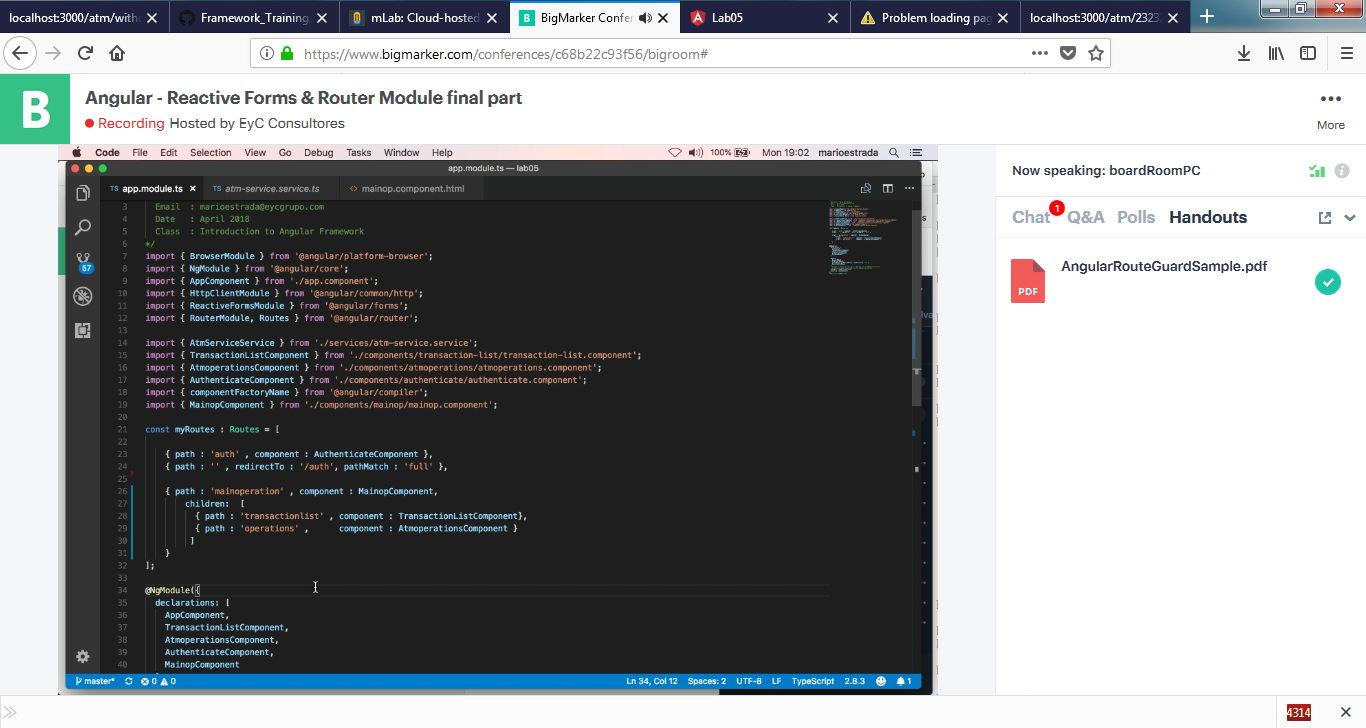 localhost:3000/atm/with
Framework_Training
mLab: Cloud-hosted
BigMarker Confer
Lab05
Problem loading pag
localhost:3000/atm/2323
https://www.bigmarker.com/conferences/c68b22c93f56/bigroom#
B
Angular - Reactive Forms & Router Module final part
Recording Hosted by EyC Consultores
More
Code File Edit Selection View Go Debug Tasks Window Help
100% Mon 19:02 marioestrada
app.module.ts — lab05
TS app.module.ts
TS atm-service.service.ts
mainop.component.html
57
3 Email : marioestrada@eycgrupo.com
4 Date : April 2018
5 Class : Introduction to Angular Framework
6 */
7 import { BrowserModule } from '@angular/platform-browser';
8 import { NgModule } from '@angular/core';
9 import { AppComponent } from './app.component';
10 import { HttpClientModule } from '@angular/common/http';
11 import { ReactiveFormsModule } from '@angular/forms';
12 import { RouterModule, Routes } from '@angular/router';
13
14 import { AtmServiceService } from './services/atm-service.service';
15 import { TransactionListComponent } from './components/transaction-list/transaction-list.component';
16 import { AtmoperationsComponent } from './components/atmoperations/atmoperations.component';
17 import { AuthenticateComponent } from './components/authenticate/authenticate.component';
18 import { componentFactoryName } from '@angular/compiler';
19 import { MainopComponent } from './components/mainop/mainop.component';
20
21 const myRoutes : Routes = [
22
23 { path : 'auth' , component : AuthenticateComponent },
24 { path : '' , redirectTo : '/auth', pathMatch : 'full' },
25
26 { path : 'mainoperation' , component : MainopComponent,
27 children: [
28 { path : 'transactionlist' , component : TransactionListComponent},
29 { path : 'operations' , component : AtmoperationsComponent }
30 ]
31 }
32 ];
33
34 @NgModule({
35 declarations: [
36 AppComponent,
37 TransactionListComponent,
38 AtmoperationsComponent,
39 AuthenticateComponent,
40 MainopComponent
master* 0 0
Ln 34, Col 12 Spaces: 2 UTF-8 LF TypeScript 2.8.3 1
Now speaking: boardRoomPC
Chat 1 Q&A Polls Handouts
PDF
AngularRouteGuardSample.pdf
4314